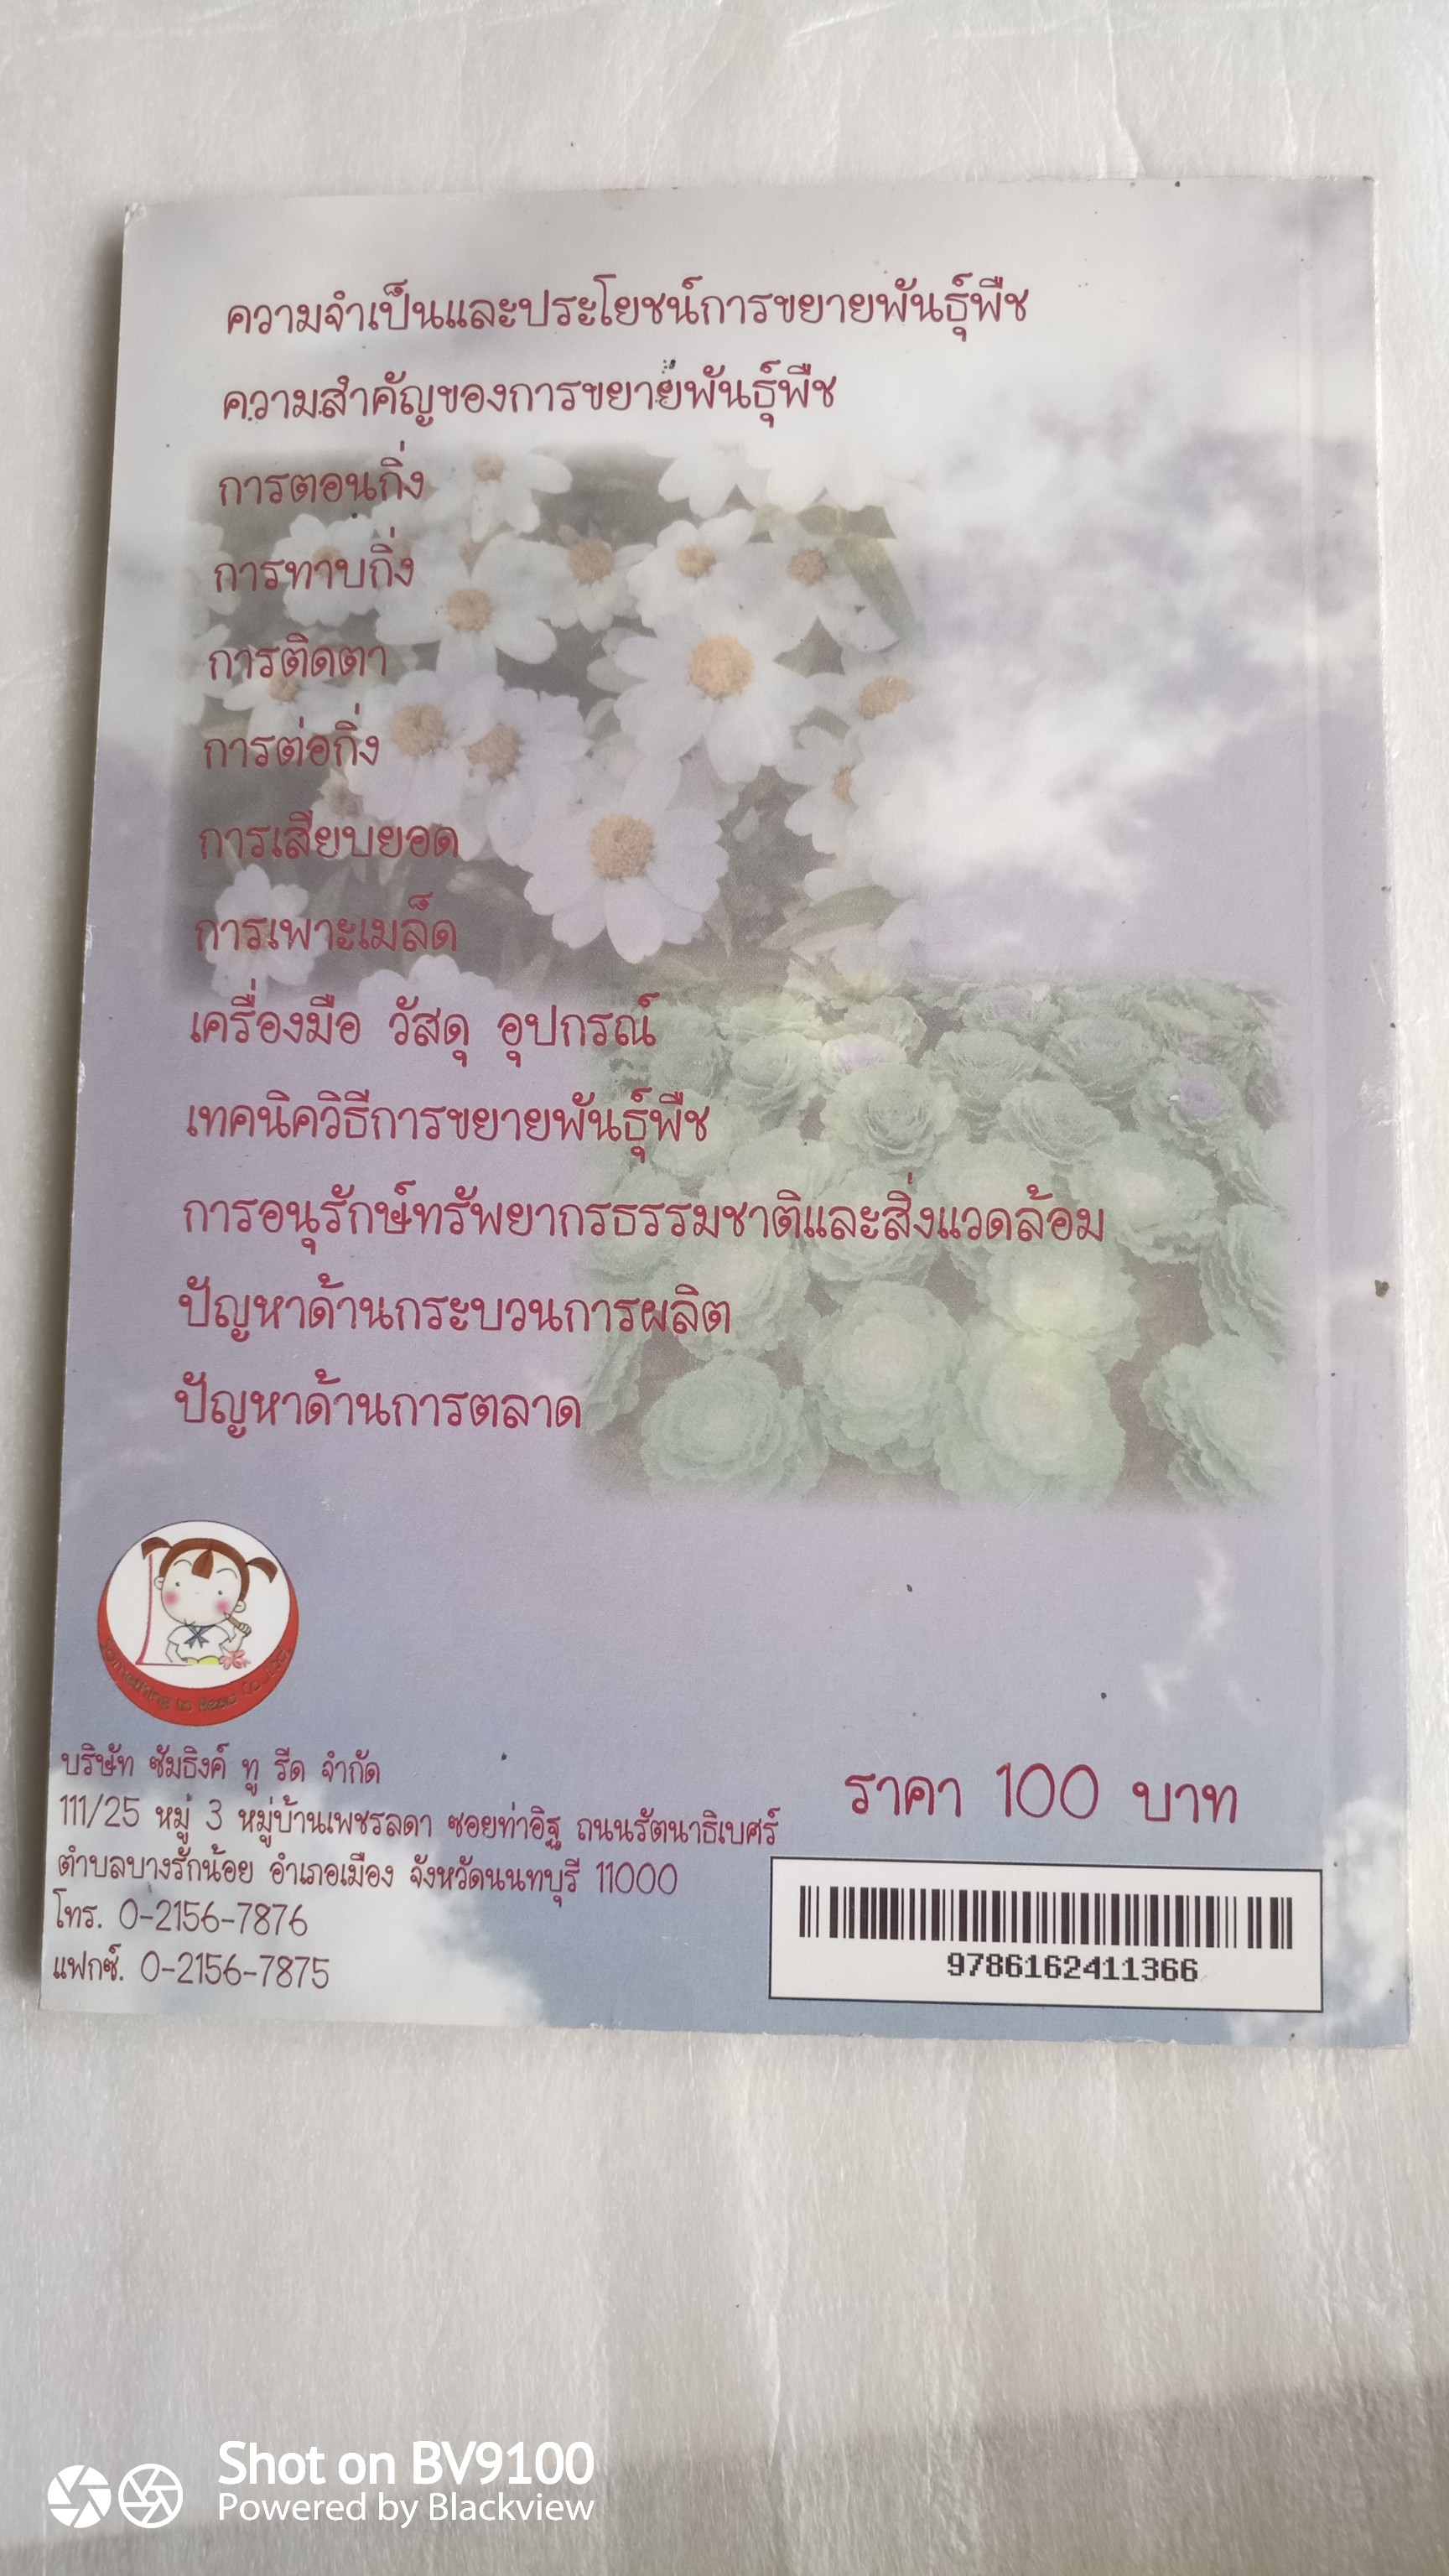 ความจำเป็นและประโยชน์การขยายพันธุ์พืช
ความสำคัญของการขยายพันธุ์พืช
การตอนกิ่ง
การทาบกิ่ง
การติดตา
การต่อกิ่ง
การเสียบยอด
การเพาะเมล็ด
เครื่องมือ วัสดุ อุปกรณ์
เทคนิควิธีการขยายพันธุ์พืช
การอนุรักษ์ทรัพยากรธรรมชาติและสิ่งแวดล้อม
ปัญหาด้านกระบวนการผลิต
ปัญหาด้านการตลาด
Something to Read Co.,Ltd.
บริษัท ซัมธิงค์ ทู รีด จำกัด
111/25 หมู่ 3 หมู่บ้านเพชรลดา ซอยท่าอิฐ ถนนรัตนาธิเบศร์
ตำบลบางรักน้อย อำเภอเมือง จังหวัดนนทบุรี 11000
โทร. 0-2156-7876
แฟกซ์. 0-2156-7875
ราคา 100 บาท
9786162411366
Shot on BV9100
Powered by Blackview